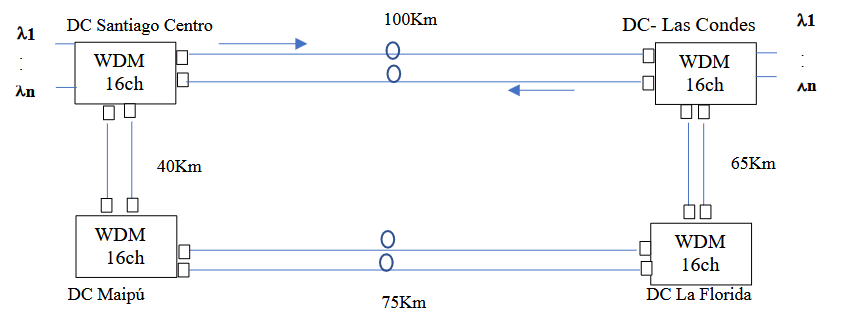 DC Santiago Centro
100Km
DC- Las Condes
λ1
λ1
WDM
16ch
WDM
16ch
:
:
λn
λn
40Km
65Km
WDM
16ch
WDM
16ch
DC Maipú
75Km
DC La Florida